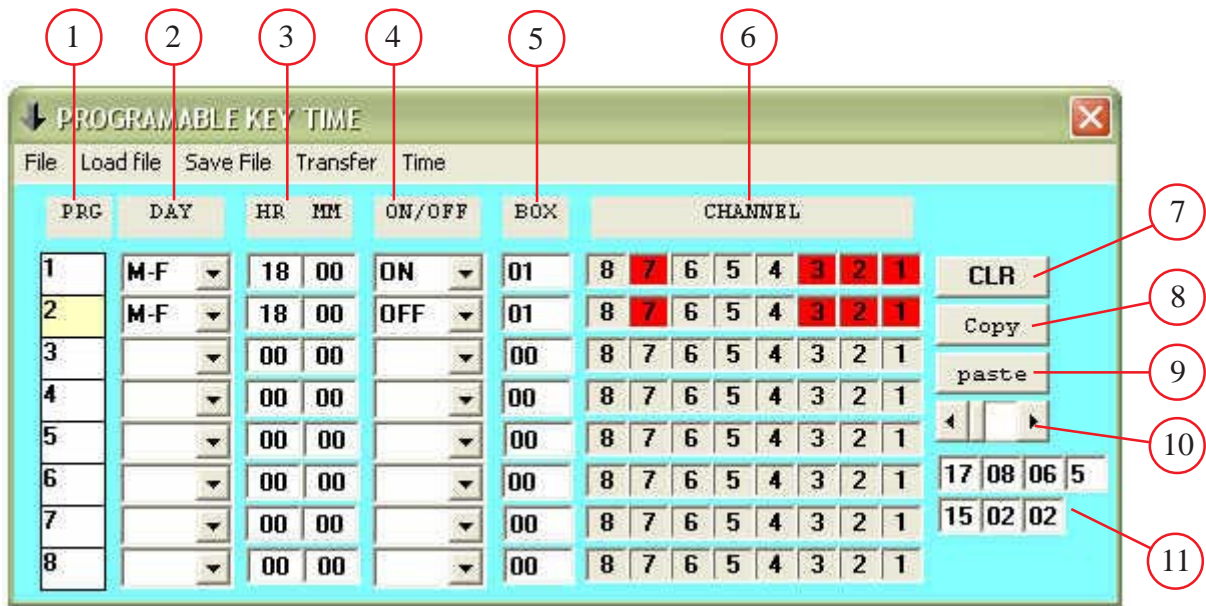 1 2 3 4 5 6
PROGRAMABLE KEY TIME
File Load file Save File Transfer Time
PRG DAY HR MM ON/OFF BOX CHANNEL
7
1 M-F 18 00 ON 01 8 7 6 5 4 3 2 1 CLR
8
2 M-F 18 00 OFF 01 8 7 6 5 4 3 2 1 Copy
3 00 00 00 8 7 6 5 4 3 2 1 paste 9
4 00 00 00 8 7 6 5 4 3 2 1
10
5 00 00 00 8 7 6 5 4 3 2 1
6 00 00 00 8 7 6 5 4 3 2 1 17 08 06 5
7 00 00 00 8 7 6 5 4 3 2 1 15 02 02
8 00 00 00 8 7 6 5 4 3 2 1 11